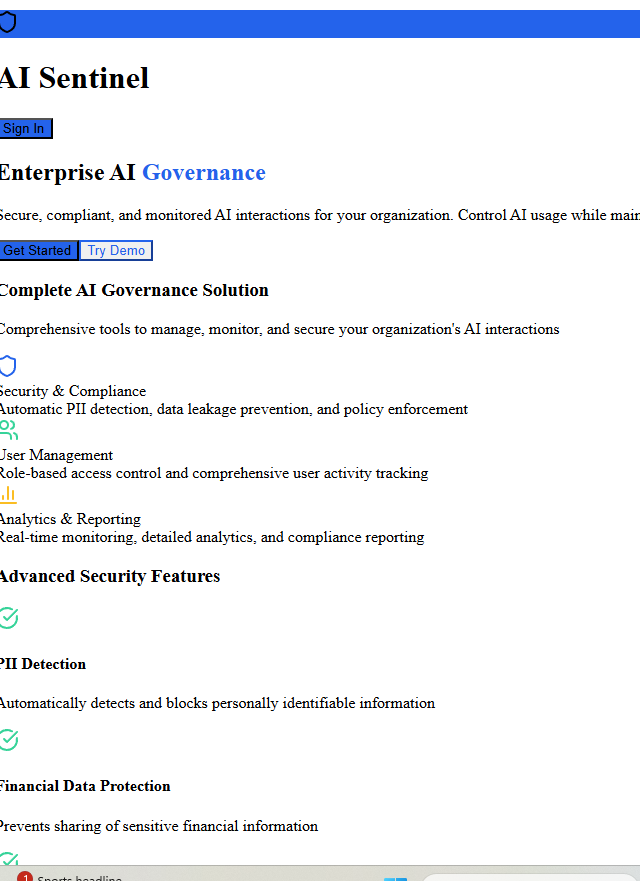 AI Sentinel
Sign In
Enterprise AI Governance
Secure, compliant, and monitored AI interactions for your organization. Control AI usage while
Get Started Try Demo
Complete AI Governance Solution
Comprehensive tools to manage, monitor, and secure your organization's AI interactions
Security & Compliance
Automatic PII detection, data leakage prevention, and policy enforcement
User Management
Role-based access control and comprehensive user activity tracking
Analytics & Reporting
Real-time monitoring, detailed analytics, and compliance reporting
Advanced Security Features
PII Detection
Automatically detects and blocks personally identifiable information
Financial Data Protection
Prevents sharing of sensitive financial information
1 Sports headline